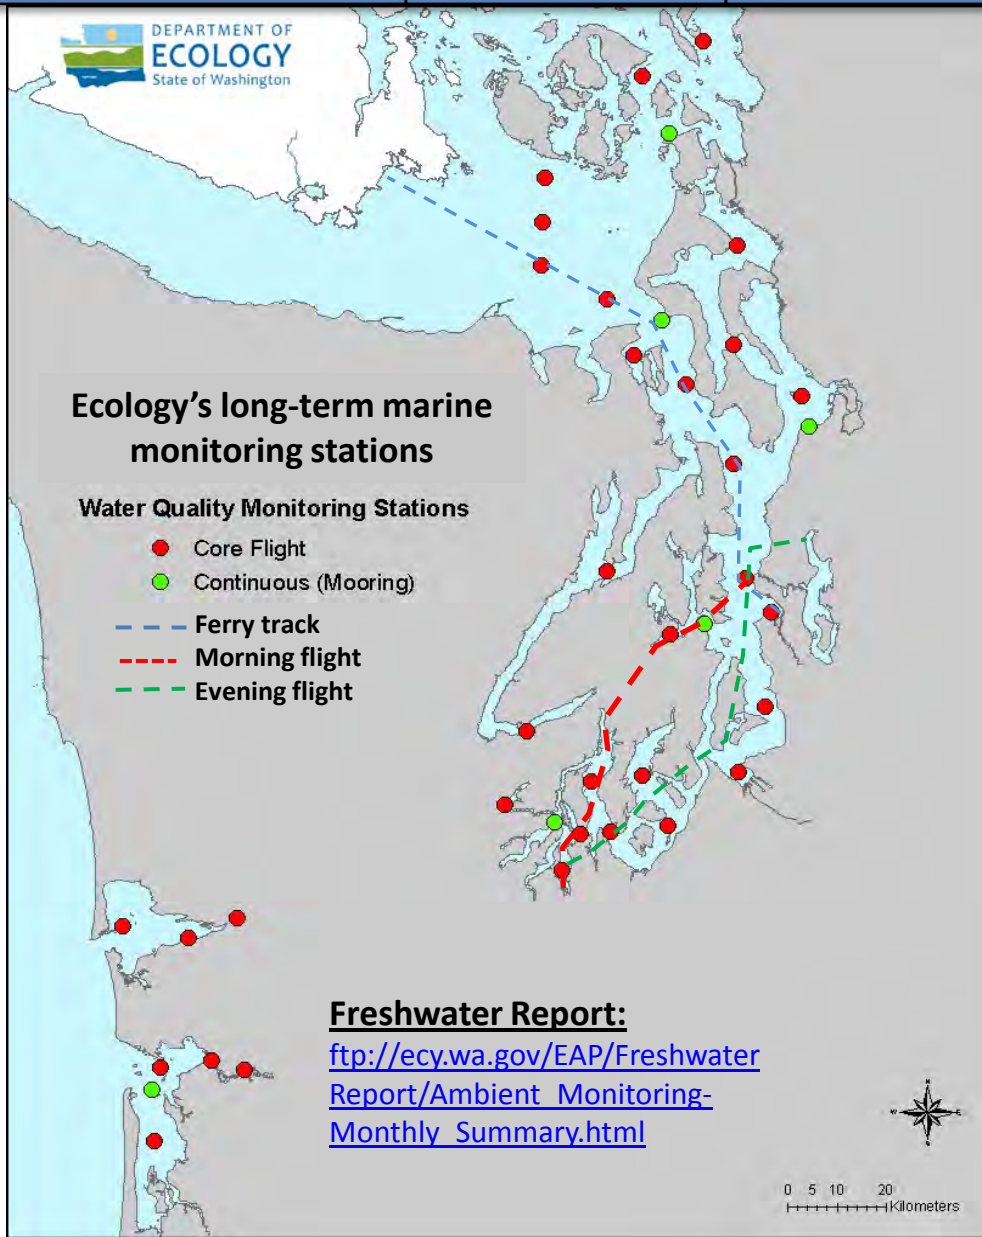 DEPARTMENT OF
ECOLOGY
State of Washington
Ecology's long-term marine
monitoring stations
Water Quality Monitoring Stations
Core Flight
Continuous (Mooring)
Ferry track
Morning flight
Evening flight
Freshwater Report:
ftp://ecy.wa.gov/EAP/Freshwater
Report/Ambient_Monitoring-
Monthly_Summary.html
N
W E
S
0 5 10 20
Kilometers